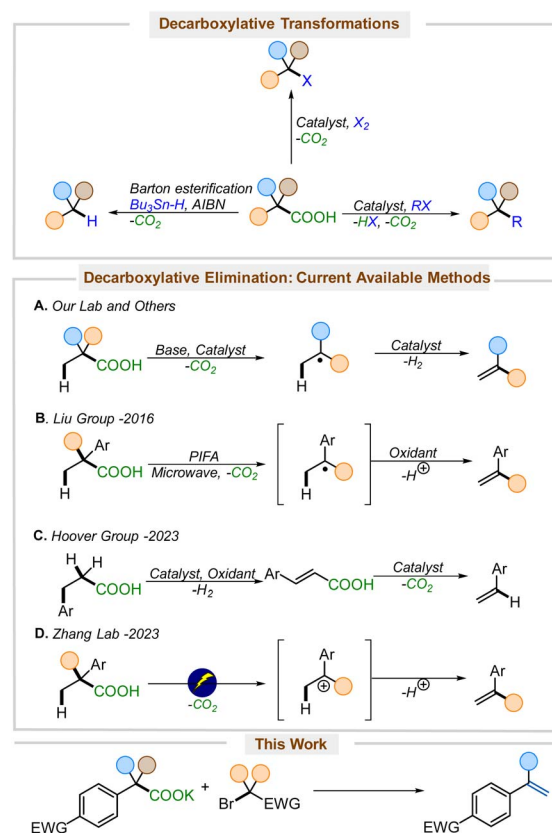 Decarboxylative Transformations
X
Catalyst, X2
-CO2
Barton esterification
Bu3Sn-H, AIBN
-CO2
H
COOH
Catalyst, RX
-HX, -CO2
R
Decarboxylative Elimination: Current Available Methods
A. Our Lab and Others
COOH
H
Base, Catalyst
-CO2
H
Catalyst
-H2
B. Liu Group -2016
Ar
COOH
H
PIFA
Microwave, -CO2
Ar
H
Oxidant
-H⊕
Ar
C. Hoover Group -2023
H H
COOH
Ar
Catalyst, Oxidant
-H2
Ar COOH
Catalyst
-CO2
Ar
H
D. Zhang Lab -2023
Ar
COOH
H
-CO2
Ar
⊕
H
-H⊕
Ar
This Work
COOK
EWG
+
Br EWG
EWG